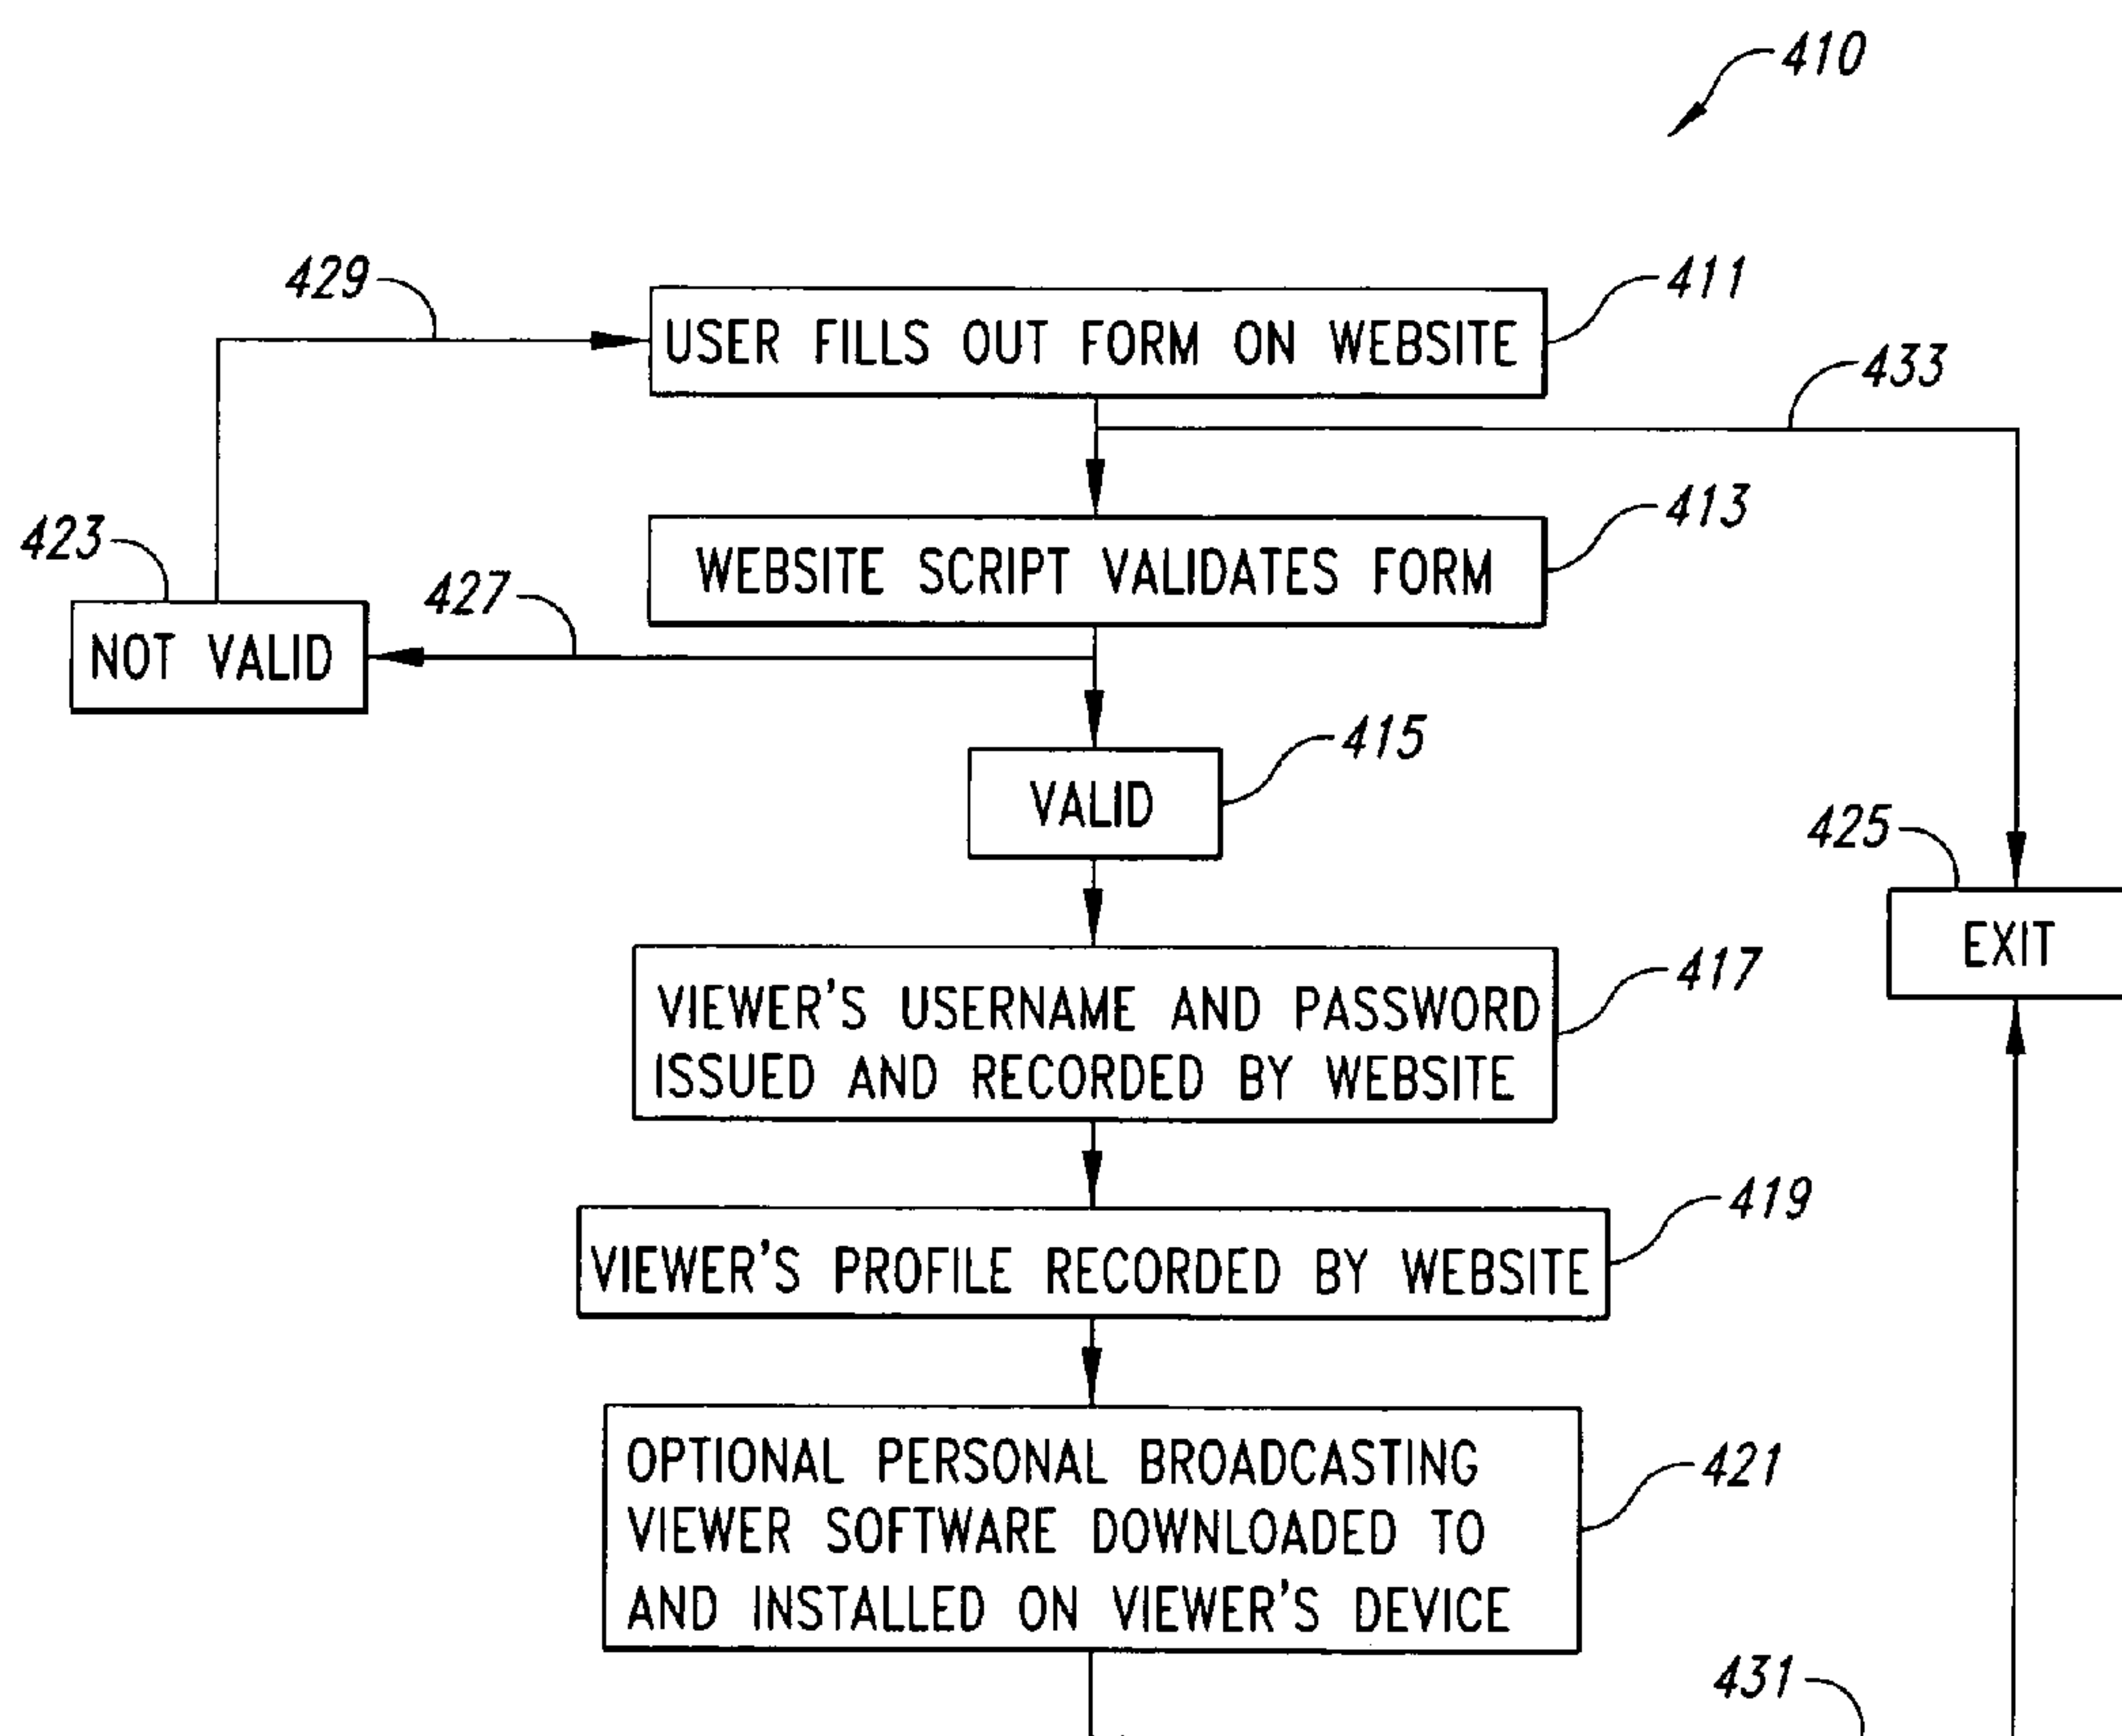 410
429
411
USER FILLS OUT FORM ON WEBSITE
433
423
427
413
WEBSITE SCRIPT VALIDATES FORM
NOT VALID
415
VALID
425
EXIT
417
VIEWER'S USERNAME AND PASSWORD
ISSUED AND RECORDED BY WEBSITE
419
VIEWER'S PROFILE RECORDED BY WEBSITE
421
OPTIONAL PERSONAL BROADCASTING
VIEWER SOFTWARE DOWNLOADED TO
AND INSTALLED ON VIEWER'S DEVICE
431